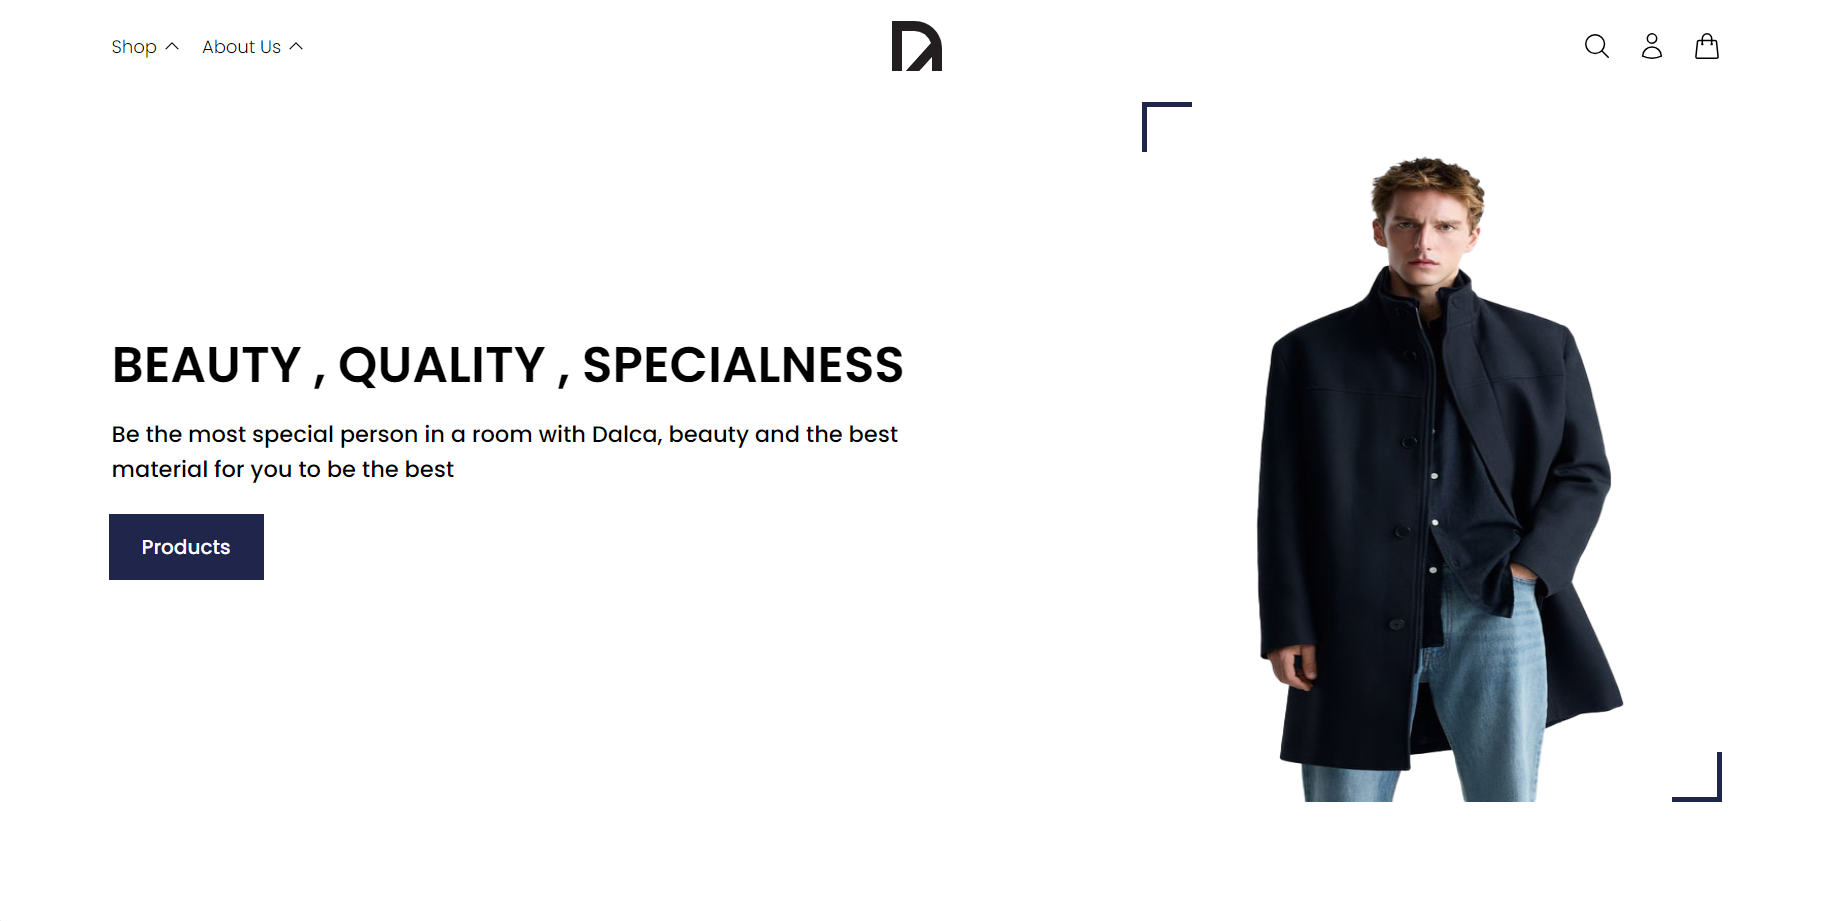 Shop
About Us
BEAUTY , QUALITY , SPECIALNESS
Be the most special person in a room with Dalca, beauty and the best
material for you to be the best
Products